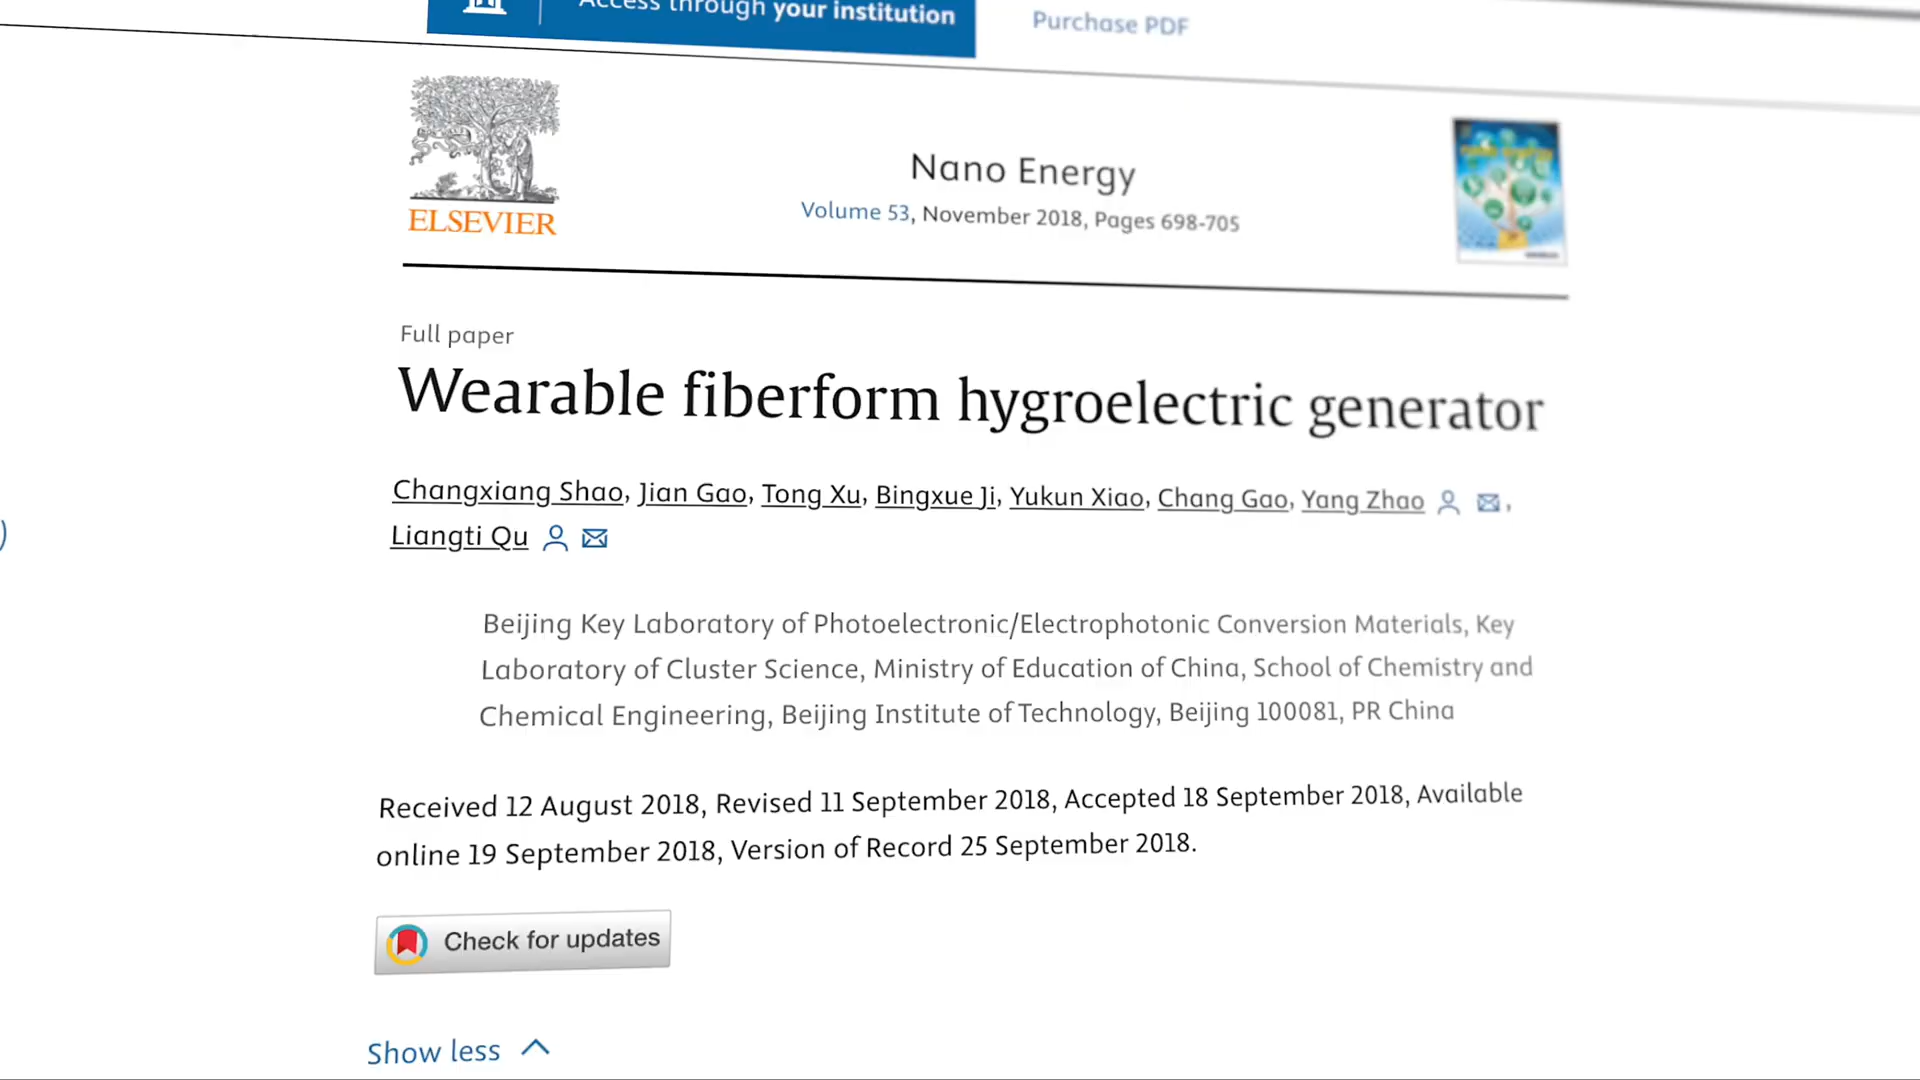 Access through your institution
Purchase PDF
ELSEVIER
Nano Energy
Volume 53, November 2018, Pages 698-705
Full paper
Wearable fiberform hygroelectric generator
Changxiang Shao, Jian Gao, Tong Xu, Bingxue Ji, Yukun Xiao, Chang Gao, Yang Zhao ,
Liangti Qu
Beijing Key Laboratory of Photoelectronic/Electrophotonic Conversion Materials, Key
Laboratory of Cluster Science, Ministry of Education of China, School of Chemistry and
Chemical Engineering, Beijing Institute of Technology, Beijing 100081, PR China
Received 12 August 2018, Revised 11 September 2018, Accepted 18 September 2018, Available
online 19 September 2018, Version of Record 25 September 2018.
Check for updates
Show less